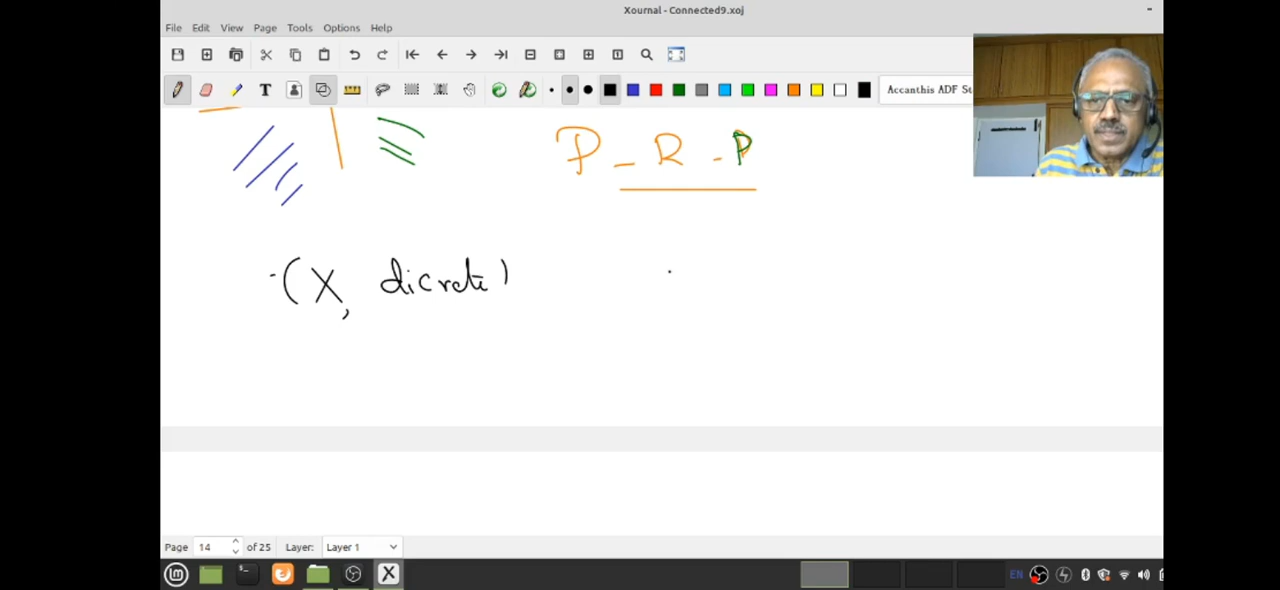 Xournal - Connected9.xoj
File Edit View Page Tools Options Help
Accanthis ADF St
P - R - P
(X, dicrete)
Page 14 of 25 Layer: Layer 1
EN